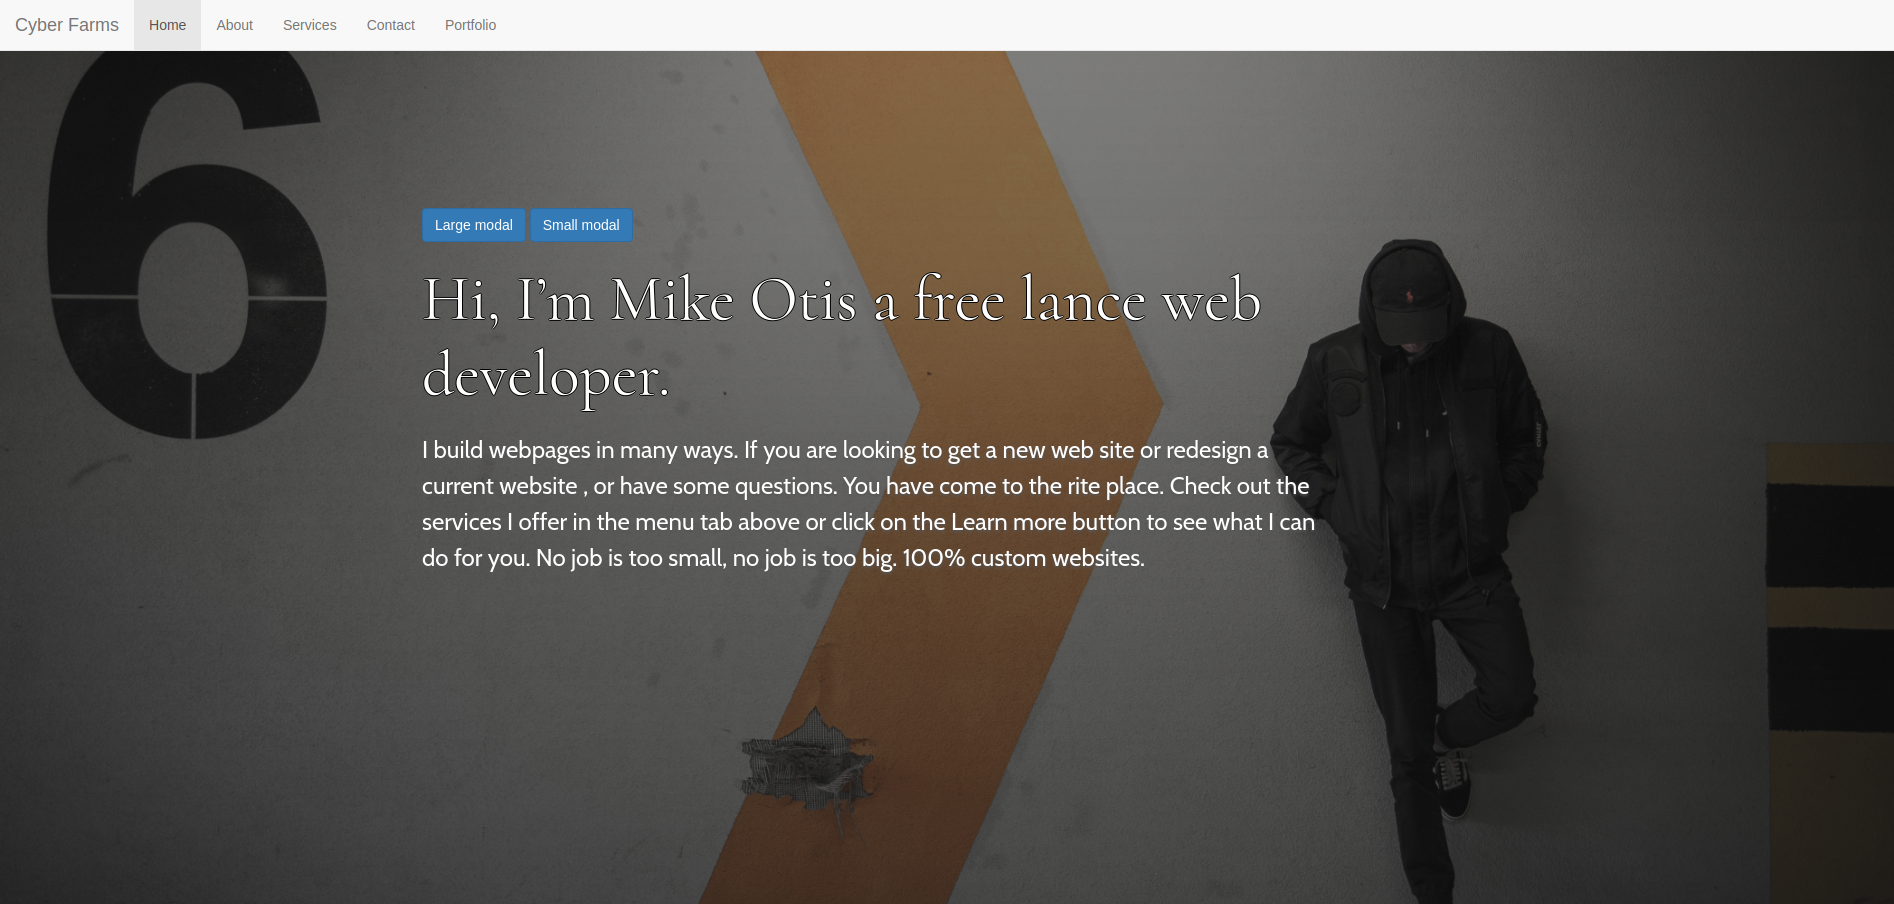 Cyber Farms Home About Services Contact Portfolio
6
Large modal Small modal
Hi, I’m Mike Otis a free lance web
developer.
I build webpages in many ways. If you are looking to get a new web site or redesign a
current website , or have some questions. You have come to the rite place. Check out the
services I offer in the menu tab above or click on the Learn more button to see what I can
do for you. No job is too small, no job is too big. 100% custom websites.